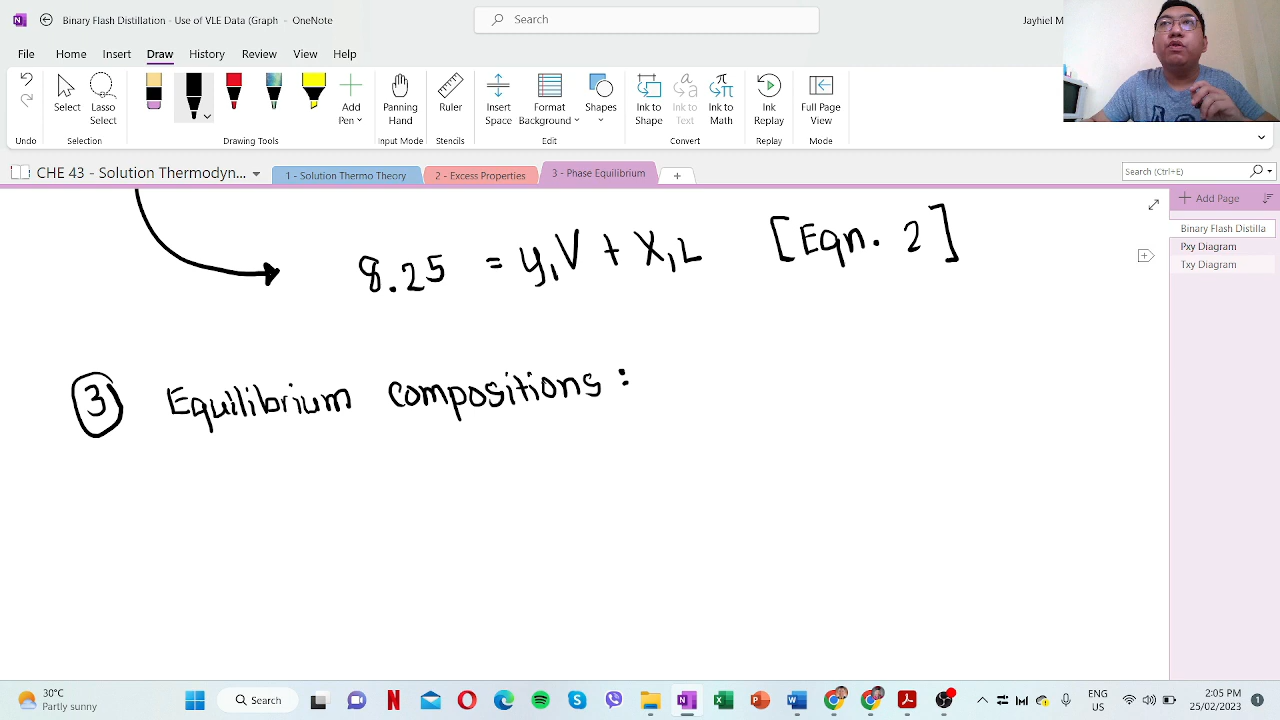 Binary Flash Distillation - Use of VLE Data (Graph - OneNote
Search
Jayhiel M
File Home Insert Draw History Review View Help
Select
Lasso Select
Add Pen
Panning Hand
Ruler
Insert Space
Format Background
Shapes
Ink to Shape
Ink to Text
Ink to Math
Ink Replay
Full Page View
Undo Selection Drawing Tools Input Mode Stencils Edit Convert Replay Mode
CHE 43 - Solution Thermodyn...
1 - Solution Thermo Theory
2 - Excess Properties
3 - Phase Equilibrium
Search (Ctrl+E)
Add Page
Binary Flash Distilla
Pxy Diagram
Txy Diagram
8.25 = y₁V + x₁L [Eqn. 2]
3 Equilibrium compositions:
30°C
Partly sunny
Search
ENG
US
2:05 PM
25/02/2023
1